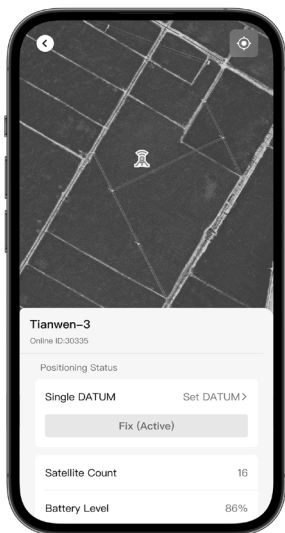 Tianwen-3
Online ID:30335
Positioning Status
Single DATUM Set DATUM>
Fix (Active)
Satellite Count 16
Battery Level 86%